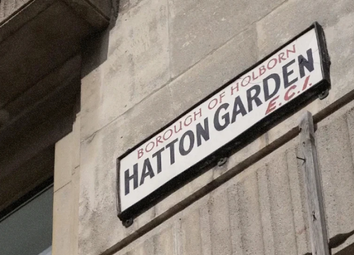 BOROUGH OF HOLBORN
HATTON GARDEN
E.C.1.